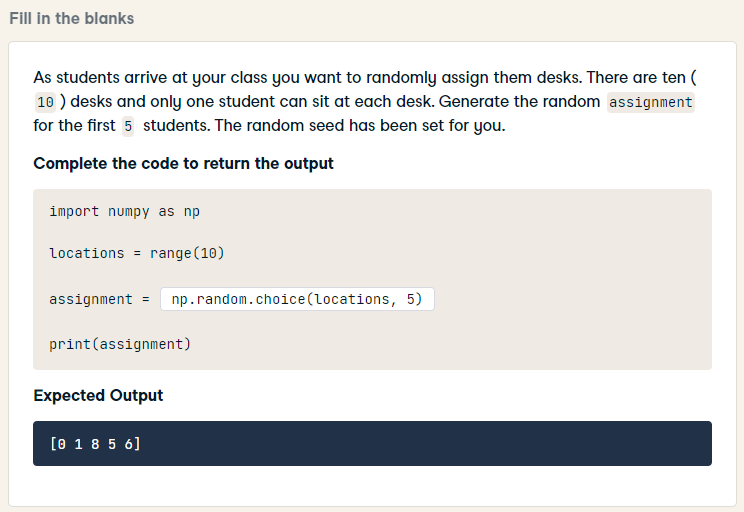 Fill in the blanks
As students arrive at your class you want to randomly assign them desks. There are ten (
10 ) desks and only one student can sit at each desk. Generate the random assignment
for the first 5 students. The random seed has been set for you.
Complete the code to return the output
import numpy as np
locations = range(10)
assignment = np.random.choice(locations, 5)
print(assignment)
Expected Output
[0 1 8 5 6]